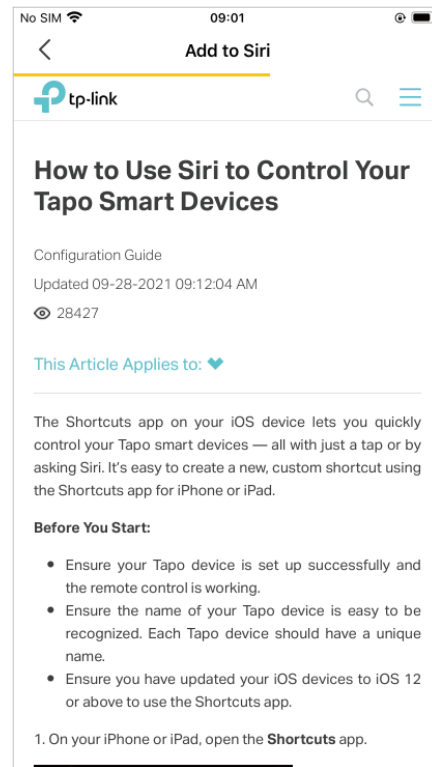 No SIM 09:01
Add to Siri
tp-link
How to Use Siri to Control Your
Tapo Smart Devices
Configuration Guide
Updated 09-28-2021 09:12:04 AM
28427
This Article Applies to:
The Shortcuts app on your iOS device lets you quickly
control your Tapo smart devices — all with just a tap or by
asking Siri. It's easy to create a new, custom shortcut using
the Shortcuts app for iPhone or iPad.
Before You Start:
• Ensure your Tapo device is set up successfully and
the remote control is working.
• Ensure the name of your Tapo device is easy to be
recognized. Each Tapo device should have a unique
name.
• Ensure you have updated your iOS devices to iOS 12
or above to use the Shortcuts app.
1. On your iPhone or iPad, open the Shortcuts app.